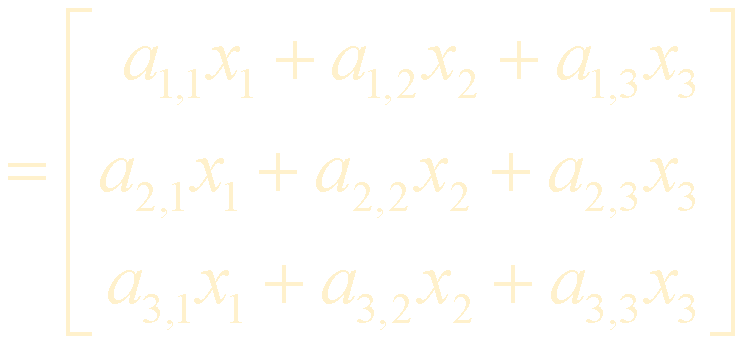 a_{1,1}x_1 + a_{1,2}x_2 + a_{1,3}x_3
= a_{2,1}x_1 + a_{2,2}x_2 + a_{2,3}x_3
a_{3,1}x_1 + a_{3,2}x_2 + a_{3,3}x_3